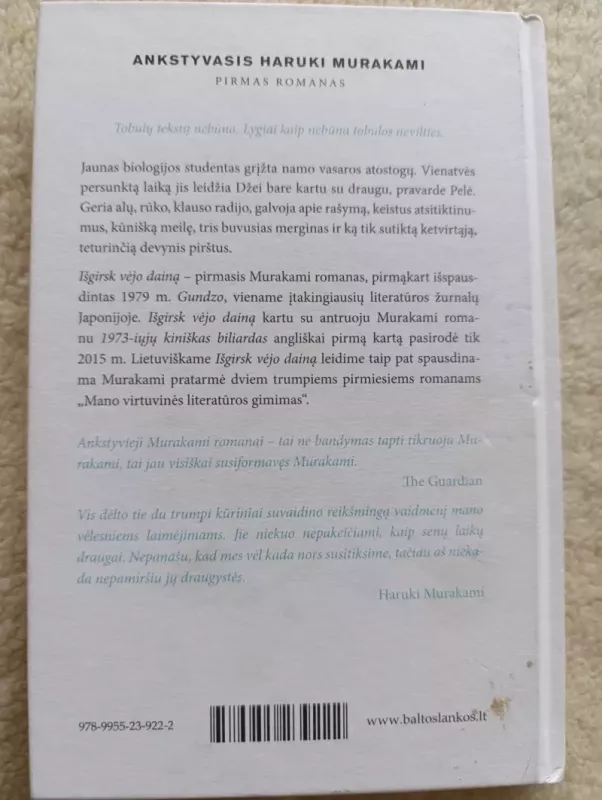 ANKSTYVASIS HARUKI MURAKAMI
PIRMAS ROMANAS
Tobulų tekstų nebūna. Lygiai kaip nebūna tobulos nevilties.
Jaunas biologijos studentas grįžta namo vasaros atostogų. Vienatvės
persunktą laiką jis leidžia Džei bare kartu su draugu, pravarde Pelė.
Geria alų, rūko, klauso radijo, galvoja apie rašymą, keistus atsitiktinu-
mus, kūnišką meilę, tris buvusias merginas ir ką tik sutiktą ketvirtąją,
teturinčią devynis pirštus.
Išgirsk vėjo dainą – pirmasis Murakami romanas, pirmąkart išspaus-
dintas 1979 m. Gundzo, viename įtakingiausių literatūros žurnalų
Japonijoje. Išgirsk vėjo dainą kartu su antruoju Murakami roma-
nu 1973-iųjų kiniškas biliardas angliškai pirmą kartą pasirodė tik
2015 m. Lietuviškame Išgirsk vėjo dainą leidime taip pat spausdina-
ma Murakami pratarmė dviem trumpiems pirmiesiems romanams
„Mano virtuvinės literatūros gimimas“.
Ankstyvieji Murakami romanai – tai ne bandymas tapti tikruoju Mu-
rakami, tai jau visiškai susiformavęs Murakami.
The Guardian
Vis dėlto tie du trumpi kūriniai suvaidino reikšmingą vaidmenį mano
vėlesniems laimėjimams. Jie niekuo nepakeičiami, kaip senų laikų
draugai. Nepanašu, kad mes vėl kada nors susitiksime, tačiau aš nieka-
da nepamiršiu jų draugystės.
Haruki Murakami
978-9955-23-922-2
www.baltoslankos.lt